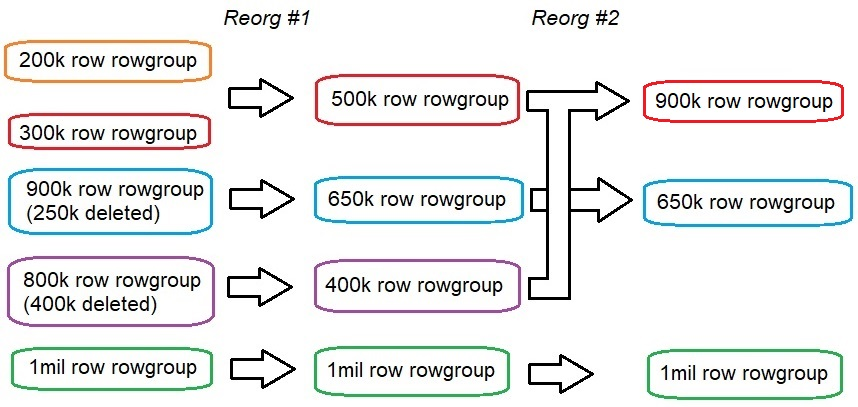 Reorg #1
Reorg #2
200k row rowgroup
300k row rowgroup
500k row rowgroup
900k row rowgroup
900k row rowgroup
(250k deleted)
650k row rowgroup
650k row rowgroup
800k row rowgroup
(400k deleted)
400k row rowgroup
1mil row rowgroup
1mil row rowgroup
1mil row rowgroup